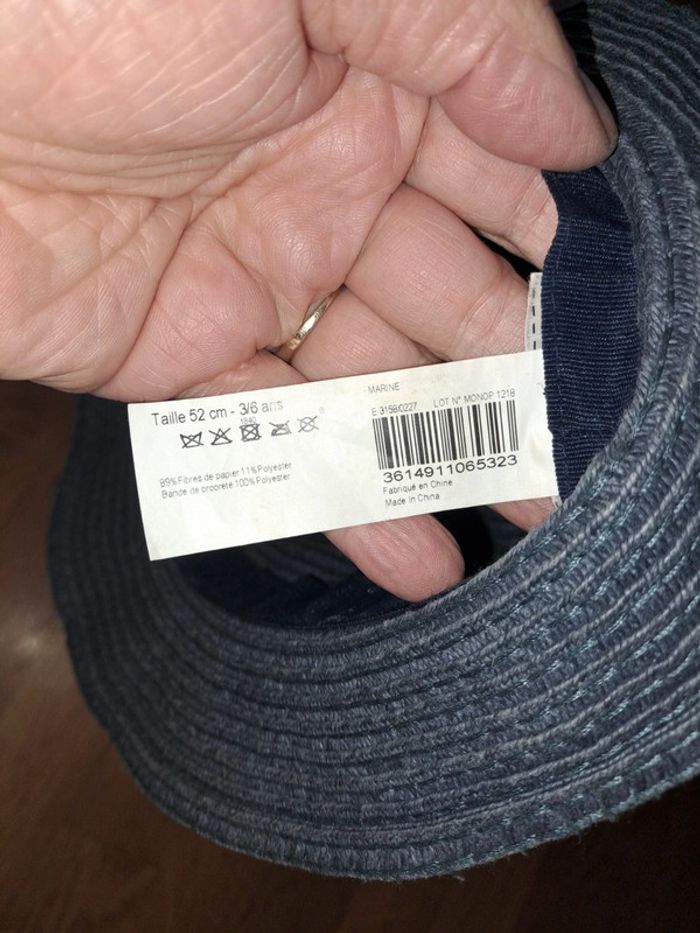 Taille 52 cm - 3/6 ans
1840
89% Fibres de papier 11% Polyester
Bande de propreté 100% Polyester
- MARINE
E 3158/0227 LOT N° MONOP 1218
3614911065323
Fabriqué en Chine
Made in China